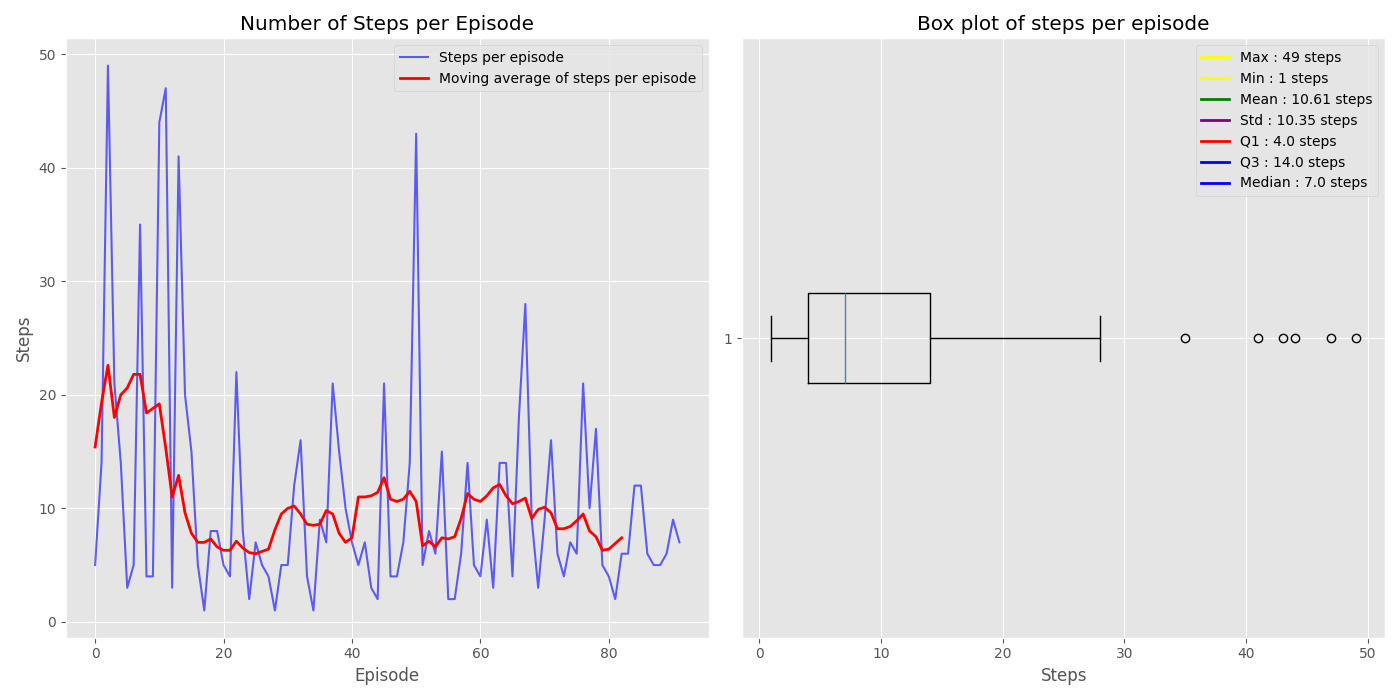 Number of Steps per Episode
Steps per episode
Moving average of steps per episode
50
40
30
20
10
0
Steps
0 20 40 60 80
Episode
Box plot of steps per episode
Max : 49 steps
Min : 1 steps
Mean : 10.61 steps
Std : 10.35 steps
Q1 : 4.0 steps
Q3 : 14.0 steps
Median : 7.0 steps
1
0 10 20 30 40 50
Steps